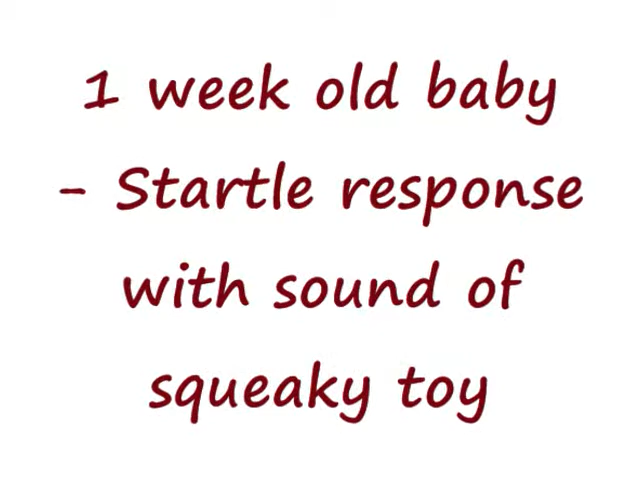 1 week old baby
- Startle response
with sound of
squeaky toy